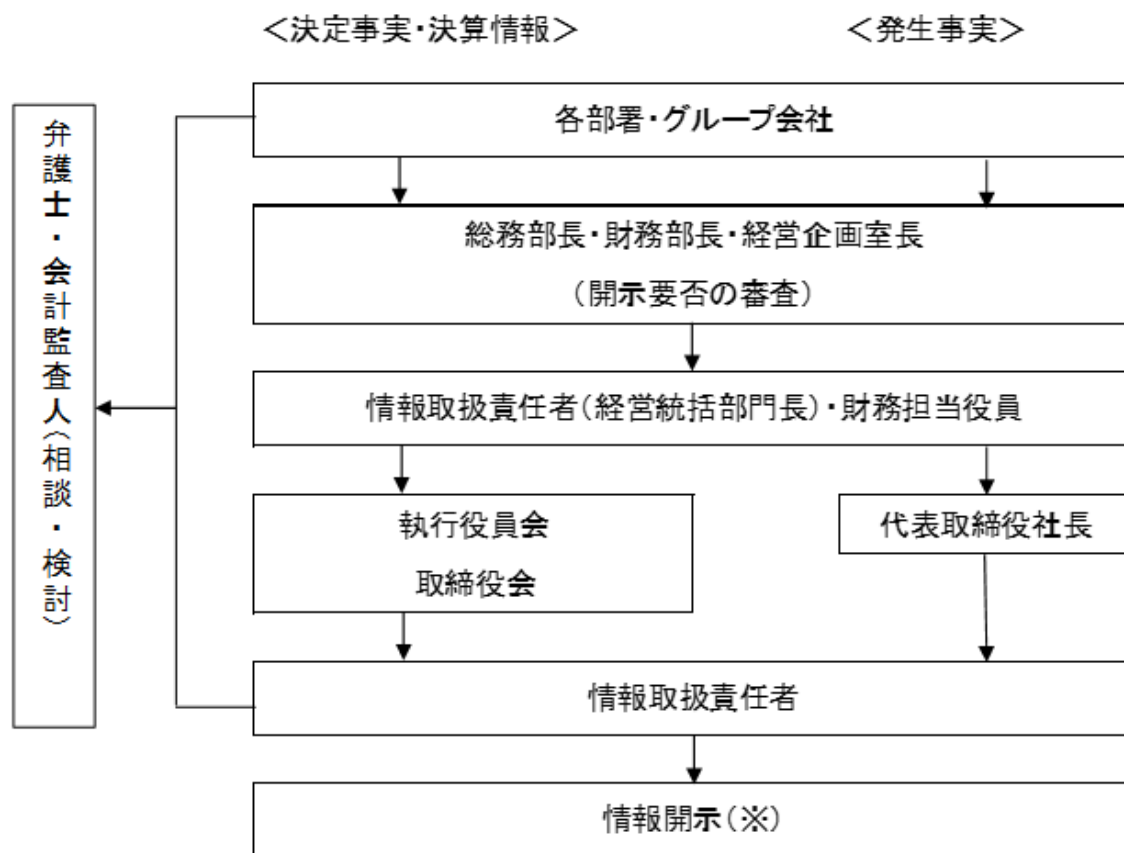 <決定事実・決算情報>
<発生事実>
弁護士・会計監査人(相談・検討)
各部署・グループ会社
総務部長・財務部長・経営企画室長
(開示要否の審査)
情報取扱責任者(経営統括部門長)・財務担当役員
執行役員会
取締役会
代表取締役社長
情報取扱責任者
情報開示(※)